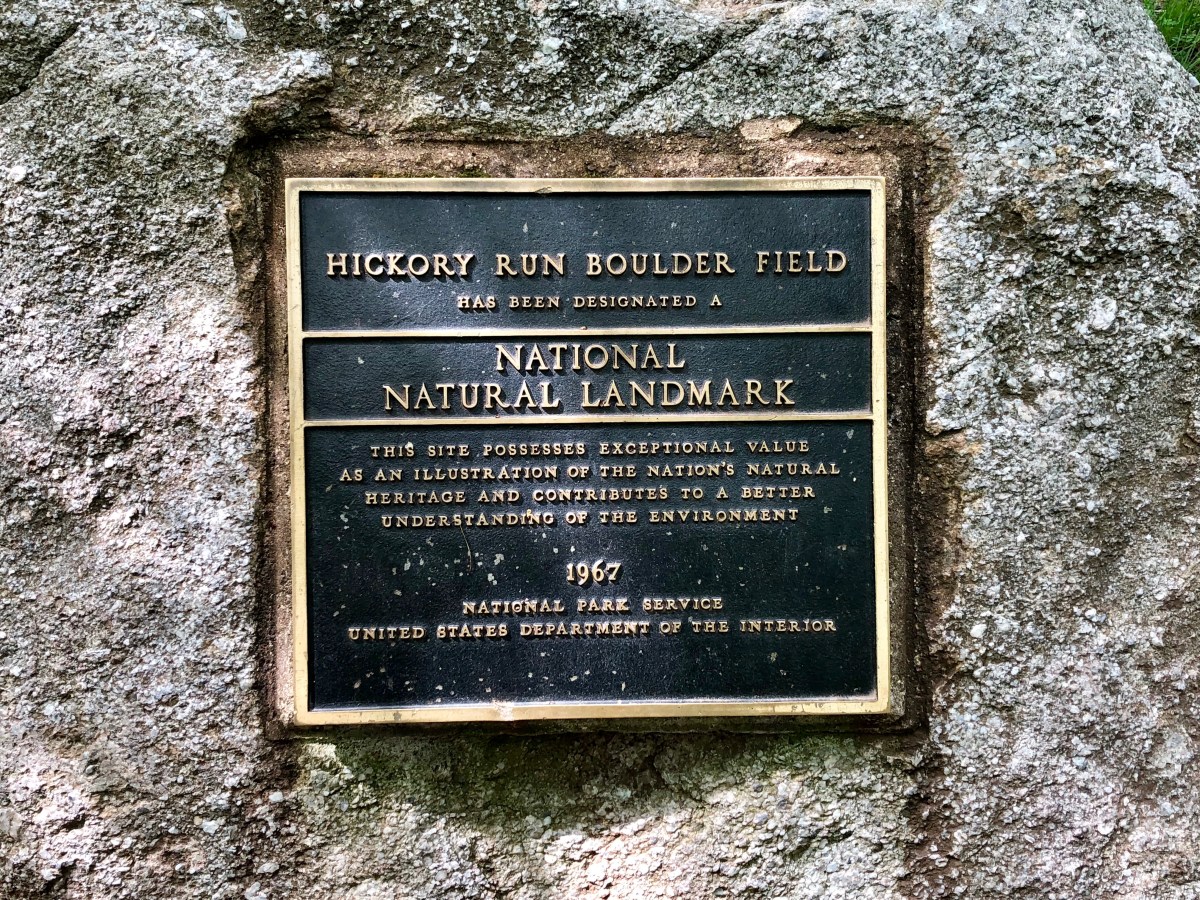 HICKORY RUN BOULDER FIELD
HAS BEEN DESIGNATED A
NATIONAL
NATURAL LANDMARK
THIS SITE POSSESSES EXCEPTIONAL VALUE
AS AN ILLUSTRATION OF THE NATION'S NATURAL
HERITAGE AND CONTRIBUTES TO A BETTER
UNDERSTANDING OF THE ENVIRONMENT
1967
NATIONAL PARK SERVICE
UNITED STATES DEPARTMENT OF THE INTERIOR